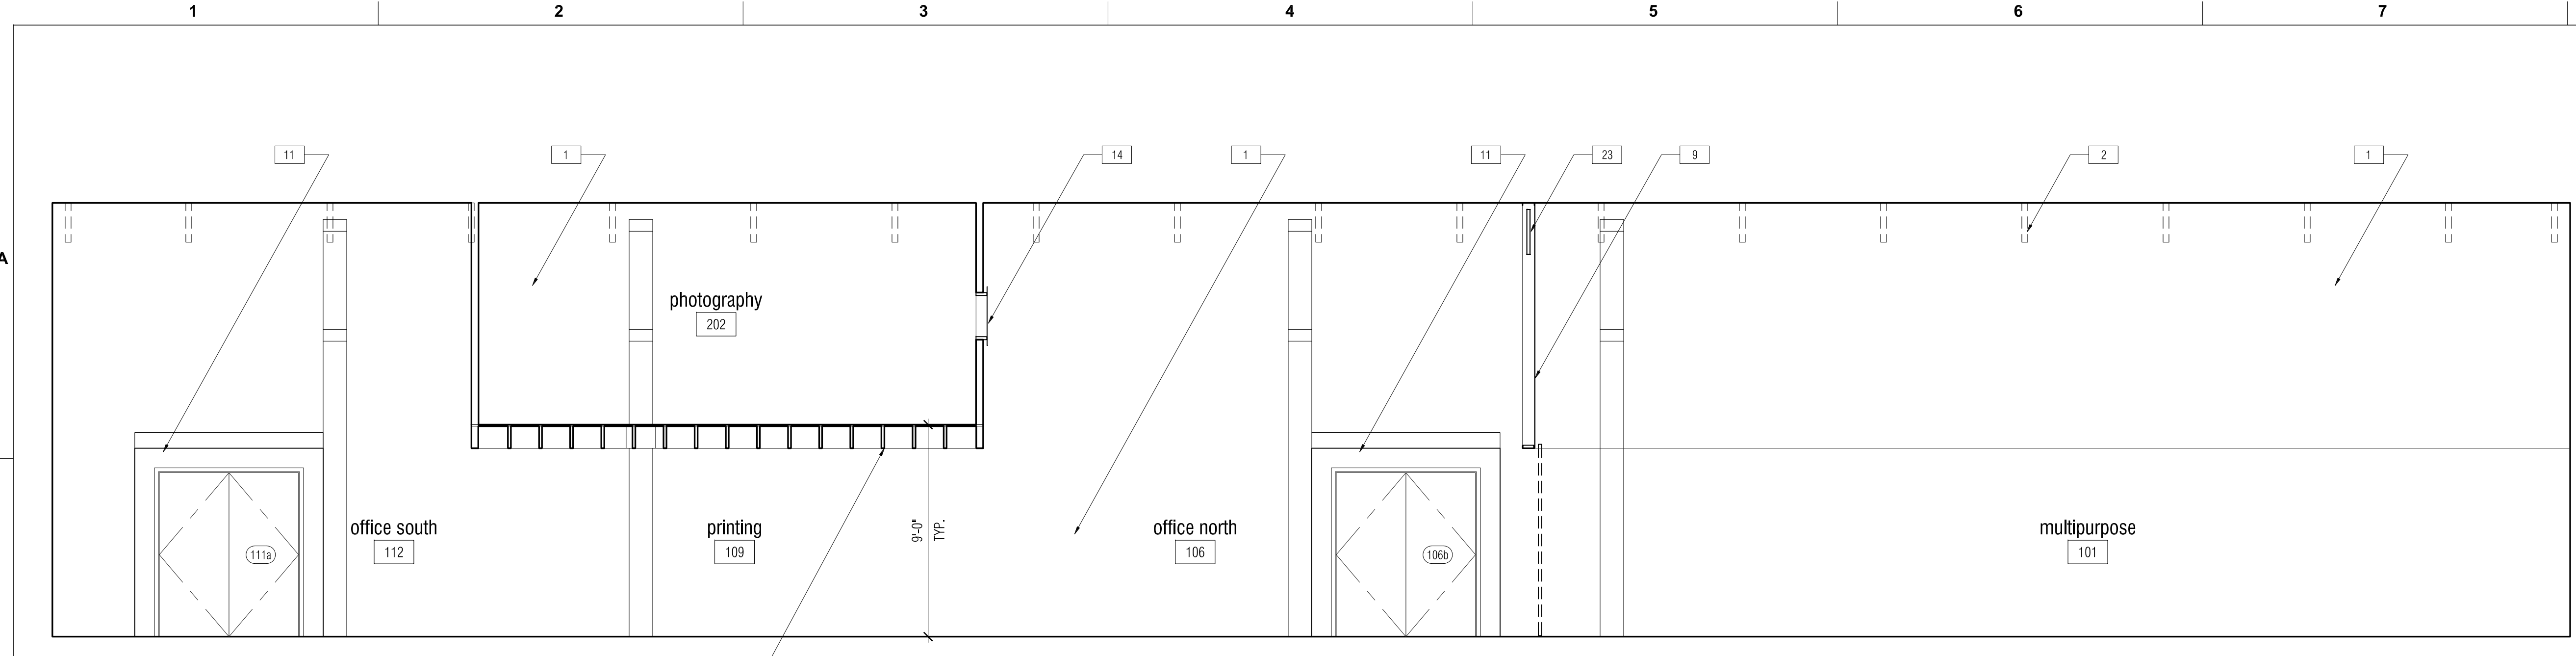 1 2 3 4 5 6 7
11 1 14 1 11 23 9 2 1
A
photography
202
office south
112
printing
109
9'-0"
TYP.
office north
106
multipurpose
101
111a
106b